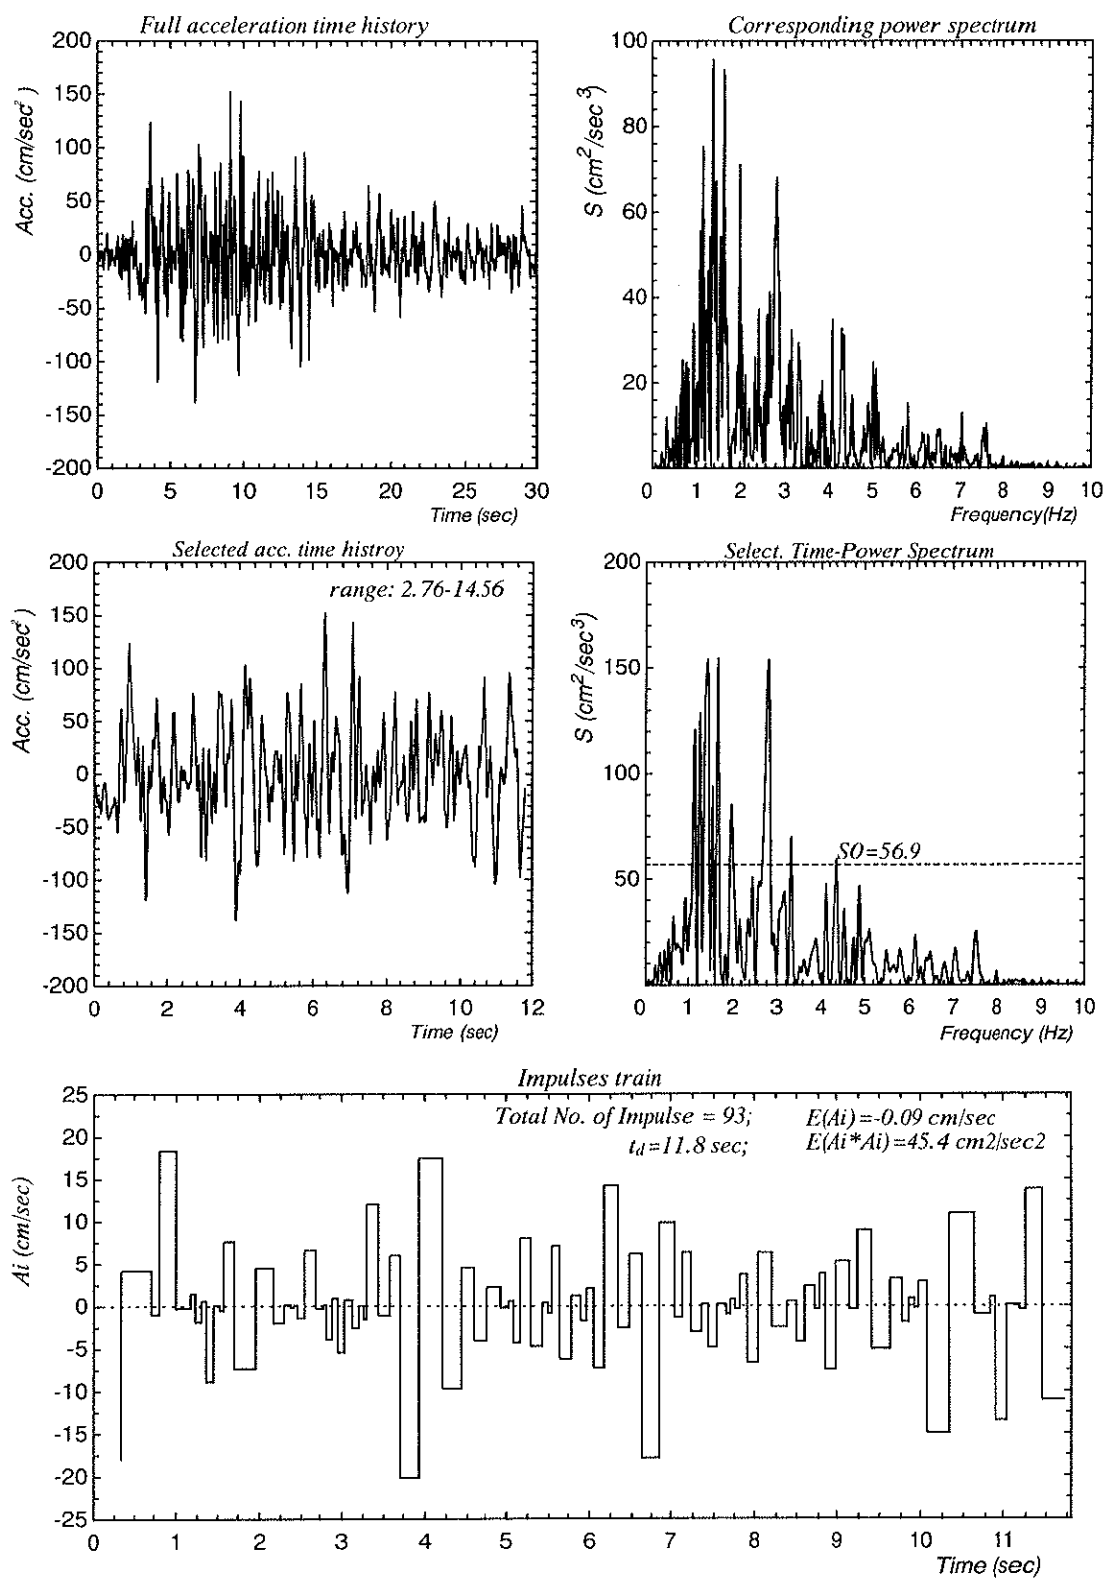 Full acceleration time history
200
150
100
50
0
-50
-100
-150
-200
Acc. (cm/sec²)
0 5 10 15 20 25 30
Time (sec)
Corresponding power spectrum
100
80
60
40
20
S (cm²/sec³)
0 1 2 3 4 5 6 7 8 9 10
Frequency(Hz)
Selected acc. time histroy
range: 2.76-14.56
200
150
100
50
0
-50
-100
-150
-200
Acc. (cm/sec²)
0 2 4 6 8 10 12
Time (sec)
Select. Time-Power Spectrum
200
150
100
50
S (cm²/sec³)
SO=56.9
0 1 2 3 4 5 6 7 8 9 10
Frequency (Hz)
Impulses train
Total No. of Impulse = 93; E(Ai)=-0.09 cm/sec
td=11.8 sec; E(Ai*Ai)=45.4 cm2/sec2
25
20
15
10
5
0
-5
-10
-15
-20
-25
Ai (cm/sec)
0 1 2 3 4 5 6 7 8 9 10 11
Time (sec)